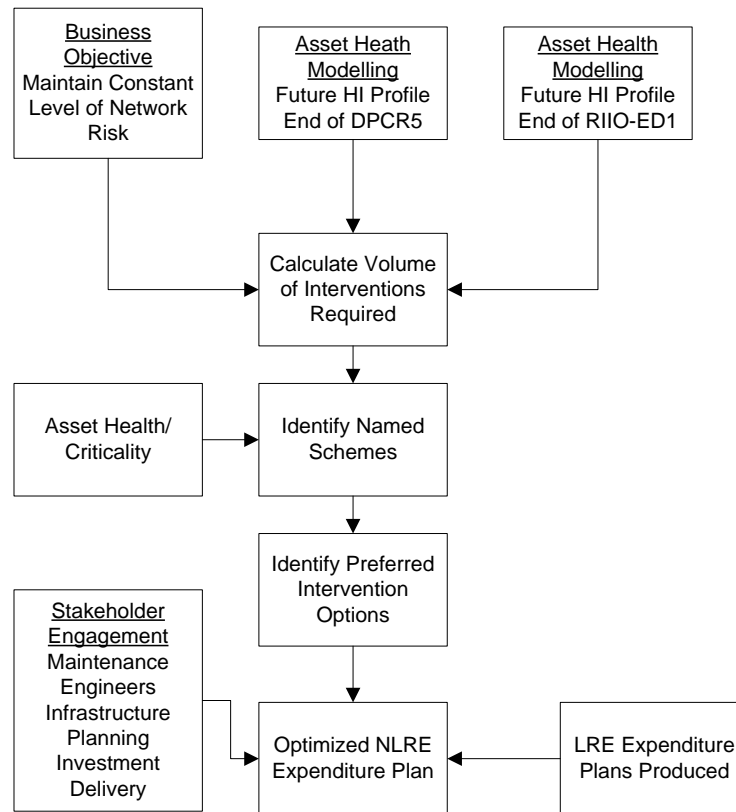 Business
Objective
Maintain Constant
Level of Network
Risk
Asset Heath
Modelling
Future HI Profile
End of DPCR5
Asset Health
Modelling
Future HI Profile
End of RIIO-ED1
Calculate Volume
of Interventions
Required
Asset Health/
Criticality
Identify Named
Schemes
Identify Preferred
Intervention
Options
Stakeholder
Engagement
Maintenance
Engineers
Infrastructure
Planning
Investment
Delivery
Optimized NLRE
Expenditure Plan
LRE Expenditure
Plans Produced